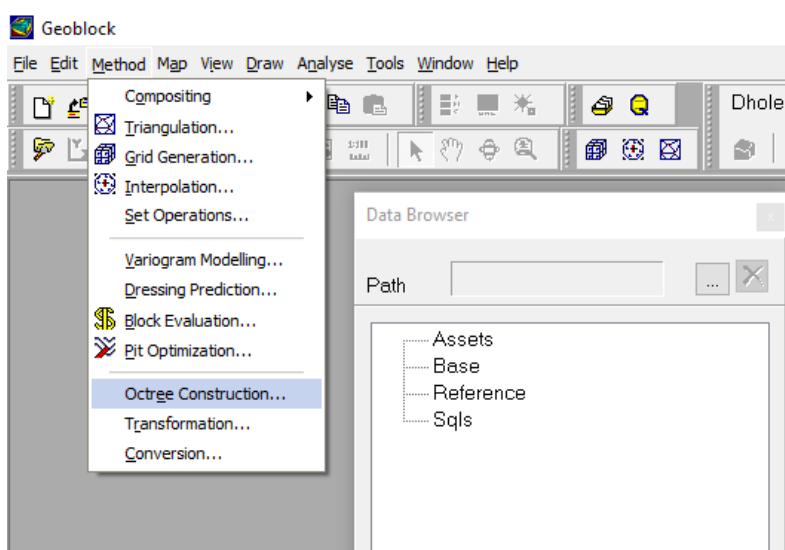 Geoblock
File Edit Method Map View Draw Analyse Tools Window Help
Dhole
Compositing
Triangulation...
Grid Generation...
Interpolation...
Set Operations...
Variogram Modelling...
Dressing Prediction...
Block Evaluation...
Pit Optimization...
Octree Construction...
Transformation...
Conversion...
Data Browser
x
Path
...
Assets
Base
Reference
Sqls